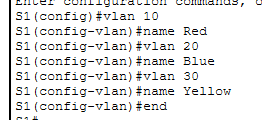 Enter configuration commands, o
S1(config)#vlan 10
S1(config-vlan)#name Red
S1(config-vlan)#vlan 20
S1(config-vlan)#name Blue
S1(config-vlan)#vlan 30
S1(config-vlan)#name Yellow
S1(config-vlan)#end
S1#